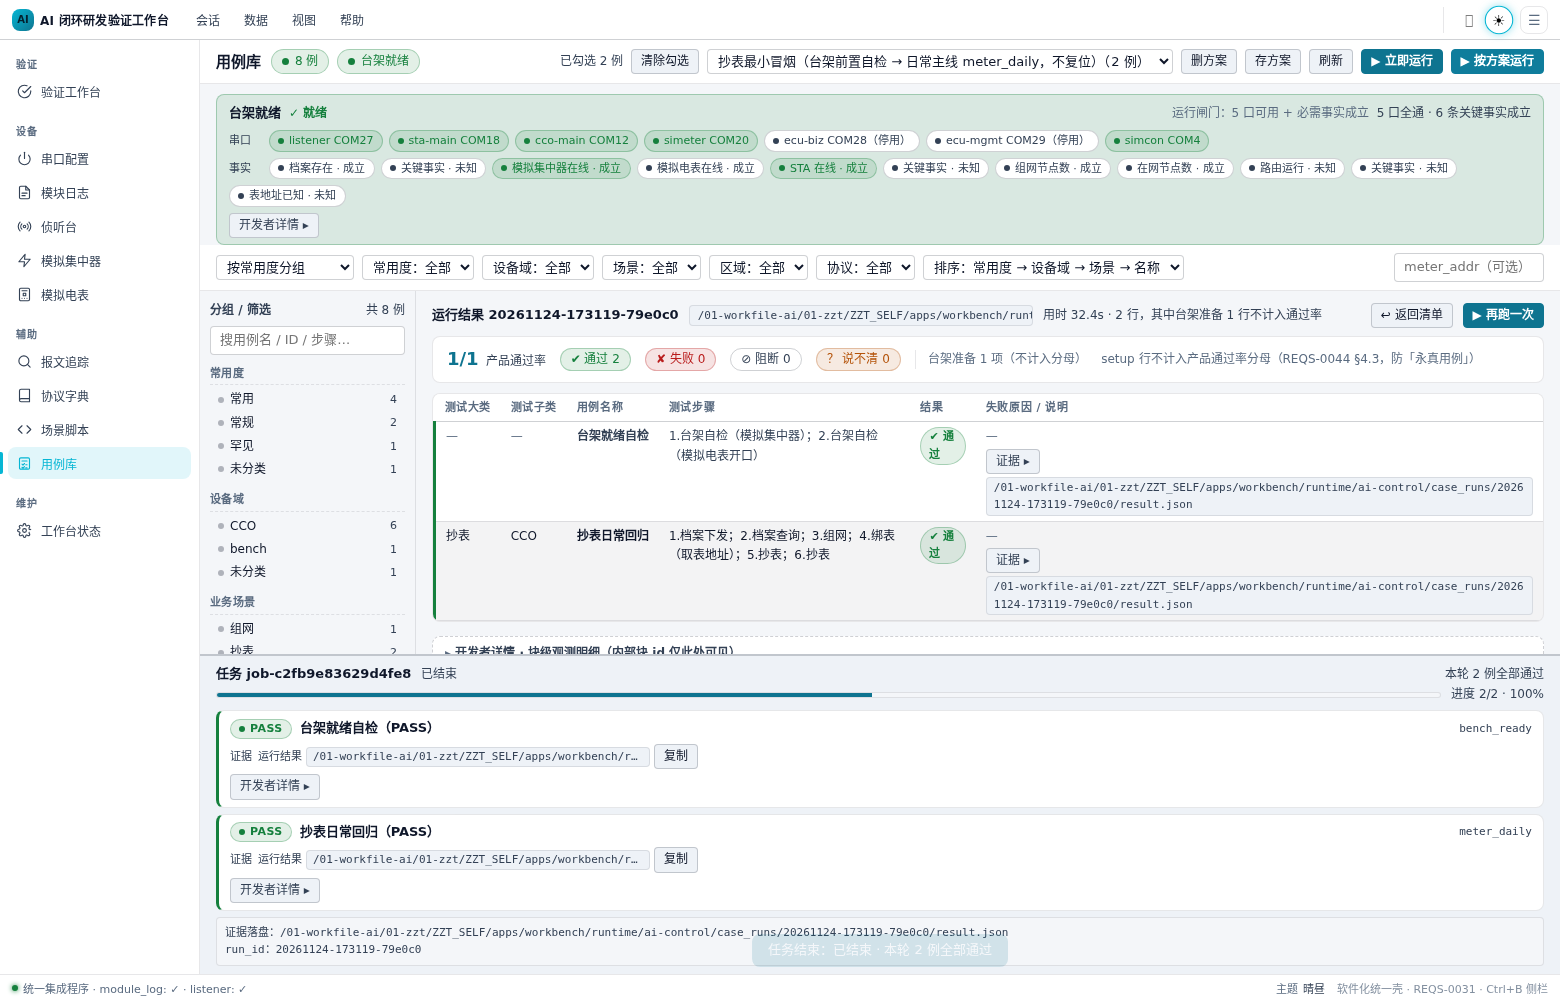 AI AI 闭环研发验证工作台 会话 数据 视图 帮助
验证
验证工作台
设备
串口配置
模块日志
侦听台
模拟集中器
模拟电表
辅助
报文追踪
协议字典
场景脚本
用例库
维护
工作台状态
用例库 8 例 台架就绪 已勾选 2 例 清除勾选 抄表最小冒烟（台架前置自检 → 日常主线 meter_daily，不复位）（2 例） 删方案 存方案 刷新 ▶ 立即运行 ▶ 按方案运行
台架就绪 ✓ 就绪 运行闸门：5 口可用 + 必需事实成立 5 口全通 · 6 条关键事实成立
串口 listener COM27 sta-main COM18 cco-main COM12 simeter COM20 ecu-biz COM28（停用） ecu-mgmt COM29（停用） simcon COM4
事实 档案存在 · 成立 关键事实 · 未知 模拟集中器在线 · 成立 模拟电表在线 · 成立 STA 在线 · 成立 关键事实 · 未知 组网节点数 · 成立 在网节点数 · 成立 路由运行 · 未知 关键事实 · 未知
表地址已知 · 未知
开发者详情 ▸
按常用度分组 常用度：全部 设备域：全部 场景：全部 区域：全部 协议：全部 排序：常用度 → 设备域 → 场景 → 名称 meter_addr（可选）
分组 / 筛选 共 8 例
搜用例名 / ID / 步骤…
常用度
常用 4
常规 2
罕见 1
未分类 1
设备域
CCO 6
bench 1
未分类 1
业务场景
组网 1
抄表 2
运行结果 20261124-173119-79e0c0 /01-workfile-ai/01-zzt/ZZT_SELF/apps/workbench/runt 用时 32.4s · 2 行，其中台架准备 1 行不计入通过率 ↩ 返回清单 ▶ 再跑一次
1/1 产品通过率 ✔ 通过 2 ✘ 失败 0 ⊘ 阻断 0 ？ 说不清 0 台架准备 1 项（不计入分母） setup 行不计入产品通过率分母（REQS-0044 §4.3，防「永真用例」）
测试大类 测试子类 用例名称 测试步骤 结果 失败原因 / 说明
— — 台架就绪自检 1.台架自检（模拟集中器）；2.台架自检 ✔ 通 —
（模拟电表开口） 过
证据 ▸
/01-workfile-ai/01-zzt/ZZT_SELF/apps/workbench/runtime/ai-control/case_runs/2026
1124-173119-79e0c0/result.json
抄表 CCO 抄表日常回归 1.档案下发；2.档案查询；3.组网；4.绑表 ✔ 通 —
（取表地址）；5.抄表；6.抄表 过
证据 ▸
/01-workfile-ai/01-zzt/ZZT_SELF/apps/workbench/runtime/ai-control/case_runs/2026
1124-173119-79e0c0/result.json
▸ 开发者详情 · 块级观测明细（内部块 id 仅此处可见）
任务 job-c2fb9e83629d4fe8 已结束 本轮 2 例全部通过
进度 2/2 · 100%
PASS 台架就绪自检（PASS） bench_ready
证据 运行结果 /01-workfile-ai/01-zzt/ZZT_SELF/apps/workbench/r… 复制
开发者详情 ▸
PASS 抄表日常回归（PASS） meter_daily
证据 运行结果 /01-workfile-ai/01-zzt/ZZT_SELF/apps/workbench/r… 复制
开发者详情 ▸
证据落盘：/01-workfile-ai/01-zzt/ZZT_SELF/apps/workbench/runtime/ai-control/case_runs/20261124-173119-79e0c0/result.json
run_id：20261124-173119-79e0c0
任务结束：已结束 · 本轮 2 例全部通过
统一集成程序 · module_log: ✓ · listener: ✓ 主题 晴昼 软件化统一壳 · REQS-0031 · Ctrl+B 侧栏